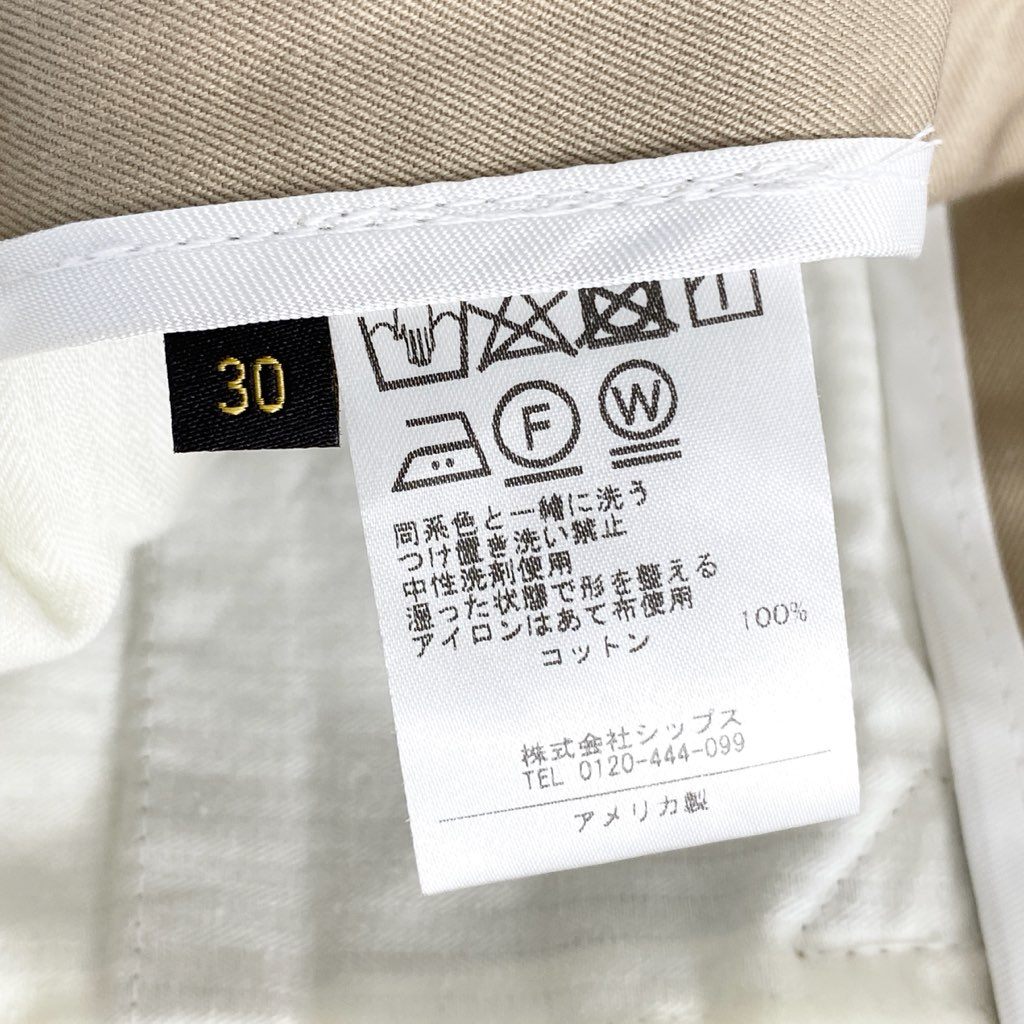 30
F
W
同系色と一緒に洗う
つけ置き洗い禁止
中性洗剤使用
湿った状態で形を整える
アイロンはあて布使用
コットン 100%
株式会社シップス
TEL 0120-444-099
アメリカ製